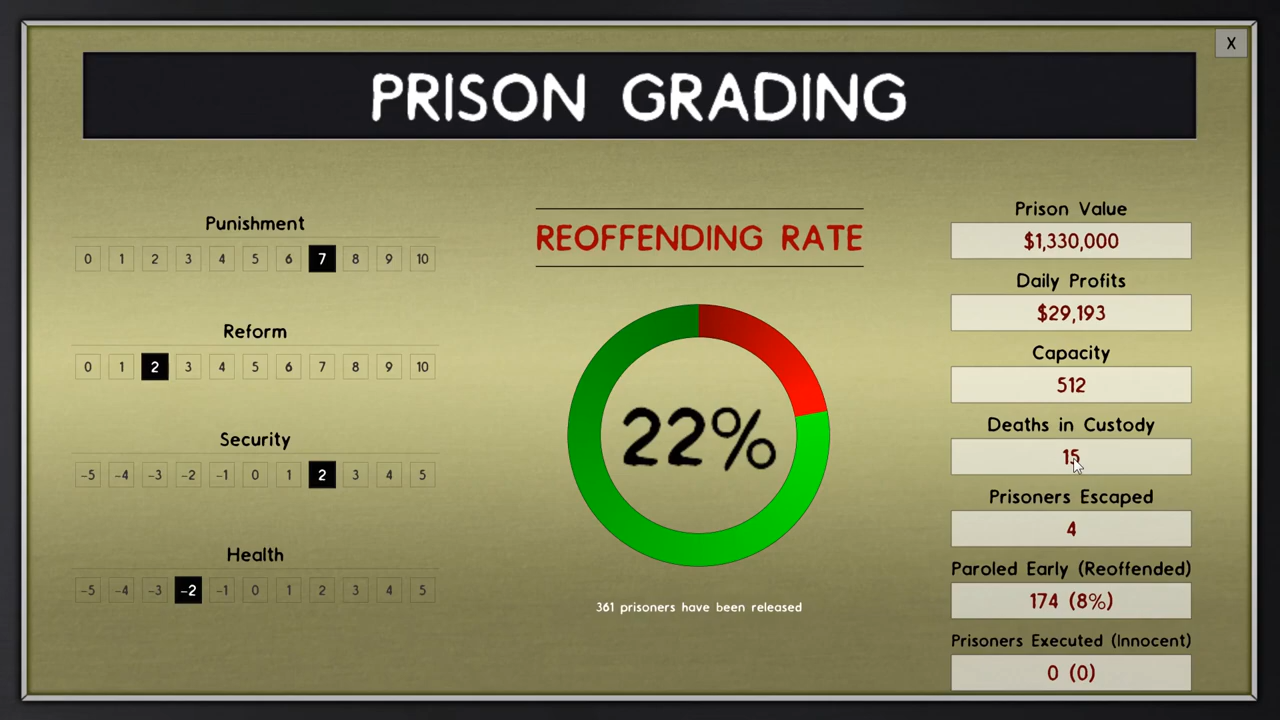 X
PRISON GRADING
Punishment
0 1 2 3 4 5 6 7 8 9 10
Reform
0 1 2 3 4 5 6 7 8 9 10
Security
-5 -4 -3 -2 -1 0 1 2 3 4 5
Health
-5 -4 -3 -2 -1 0 1 2 3 4 5
REOFFENDING RATE
22%
361 prisoners have been released
Prison Value
$1,330,000
Daily Profits
$29,193
Capacity
512
Deaths in Custody
15
Prisoners Escaped
4
Paroled Early (Reoffended)
174 (8%)
Prisoners Executed (Innocent)
0 (0)